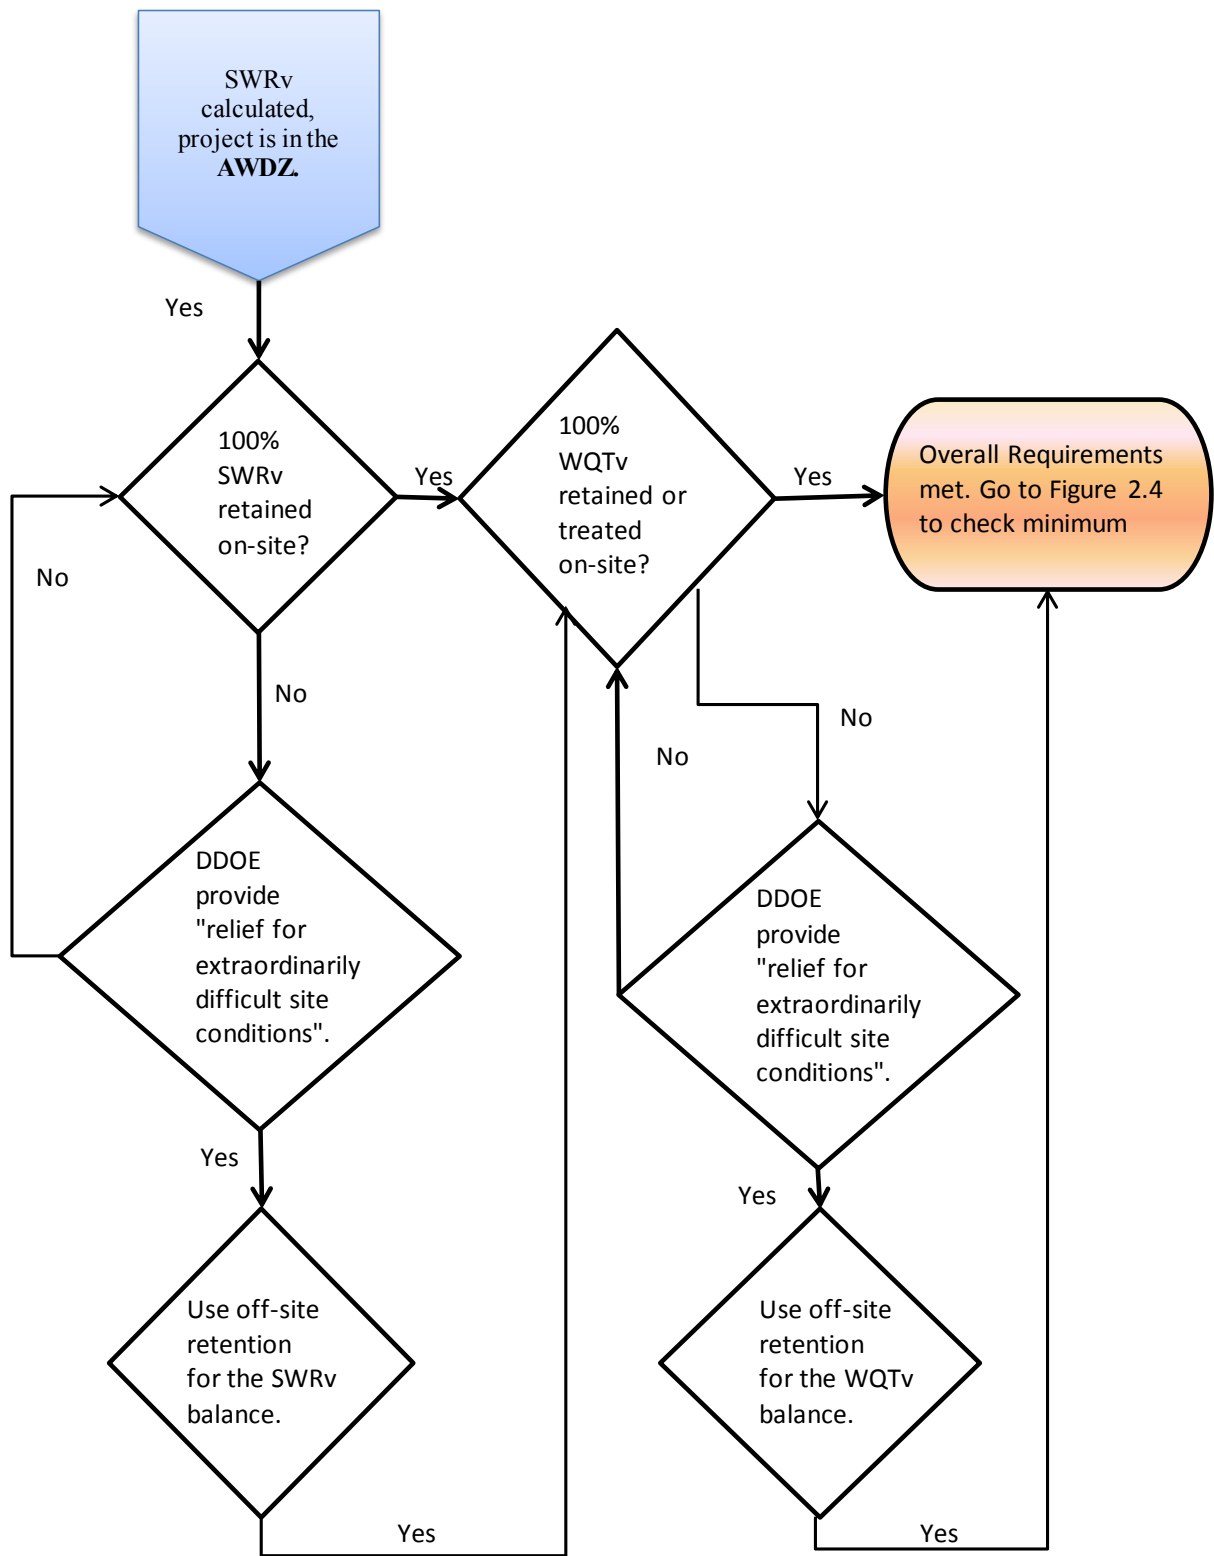 SWRv
calculated,
project is in the
AWDZ.
Yes
100%
SWRv
retained
on-site?
Yes
100%
WQTv
retained or
treated
on-site?
Yes
Overall Requirements
met. Go to Figure 2.4
to check minimum
No
No
No
No
DDOE
provide
"relief for
extraordinarily
difficult site
conditions".
DDOE
provide
"relief for
extraordinarily
difficult site
conditions".
Yes
Yes
Use off-site
retention
for the SWRv
balance.
Use off-site
retention
for the WQTv
balance.
Yes
Yes